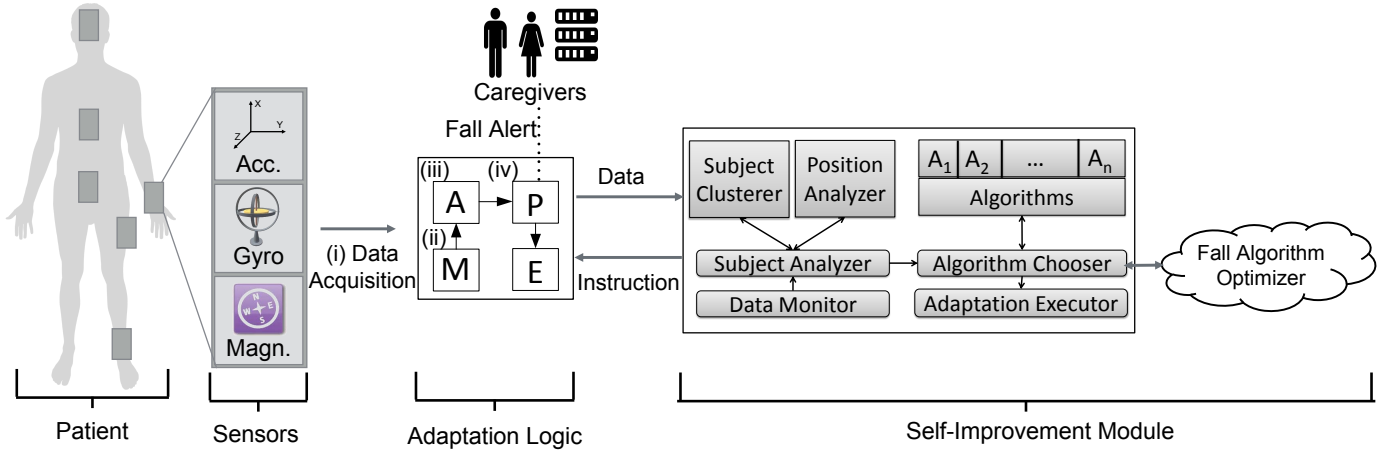 X
Y
Z
Acc.
Gyro
N
W E
S
Magn.
(i) Data
Acquisition
Caregivers
Fall Alert
(iii)
(iv)
A
P
(ii)
M
E
Data
Instruction
Subject
Clusterer
Position
Analyzer
A1 A2 ... An
Algorithms
Subject Analyzer
Algorithm Chooser
Data Monitor
Adaptation Executor
Fall Algorithm
Optimizer
Patient
Sensors
Adaptation Logic
Self-Improvement Module